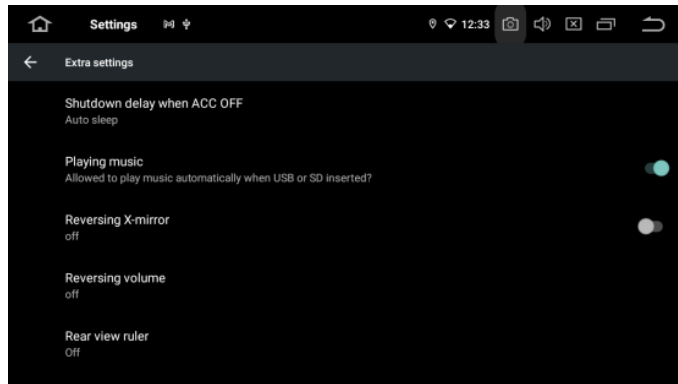 Settings 12:33
Extra settings
Shutdown delay when ACC OFF
Auto sleep
Playing music
Allowed to play music automatically when USB or SD inserted?
Reversing X-mirror
off
Reversing volume
off
Rear view ruler
Off